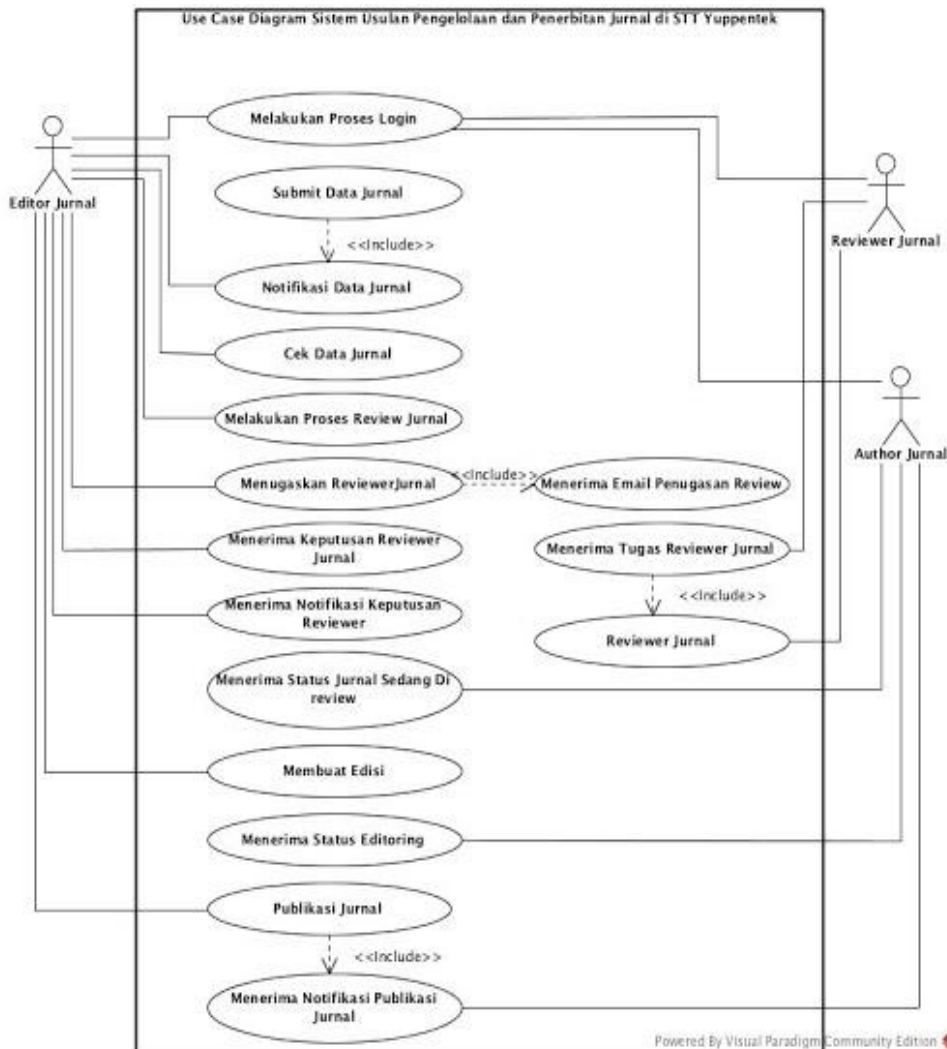 Use Case Diagram Sistem Usulan Pengelolaan dan Penerbitan Jurnal di STT Yuppentek
Melakukan Proses Login
Editor Jurnal
Submit Data Jurnal
Reviewer Jurnal
<<Include>>
Notifikasi Data Jurnal
Cek Data Jurnal
Melakukan Proses Review Jurnal
Author Jurnal
<<Include>>
Menugaskan ReviewerJurnal
Menerima Email Penugasan Review
Menerima Keputusan Reviewer
Jurnal
Menerima Tugas Reviewer Jurnal
<<Include>>
Menerima Notifikasi Keputusan
Reviewer
Reviewer Jurnal
Menerima Status Jurnal Sedang Di
review
Membuat Edisi
Menerima Status Editoring
Publikasi Jurnal
<<Include>>
Menerima Notifikasi Publikasi
Jurnal
Powered By Visual Paradigm Community Edition